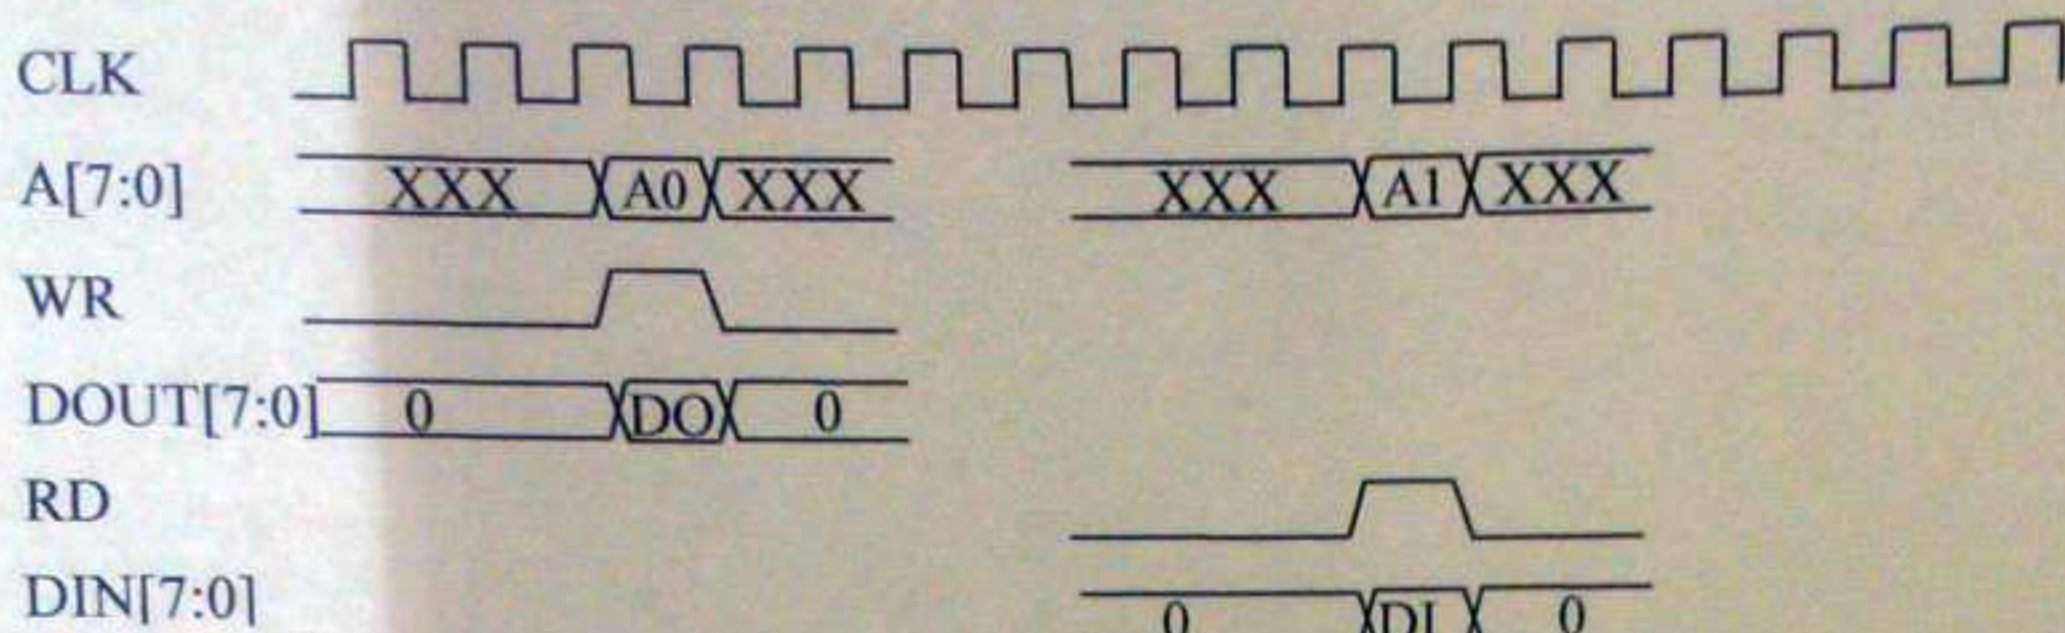 CLK
A[7:0] XXX A0 XXX XXX A1 XXX
WR
DOUT[7:0] 0 DO 0
RD
DIN[7:0] 0 DI 0